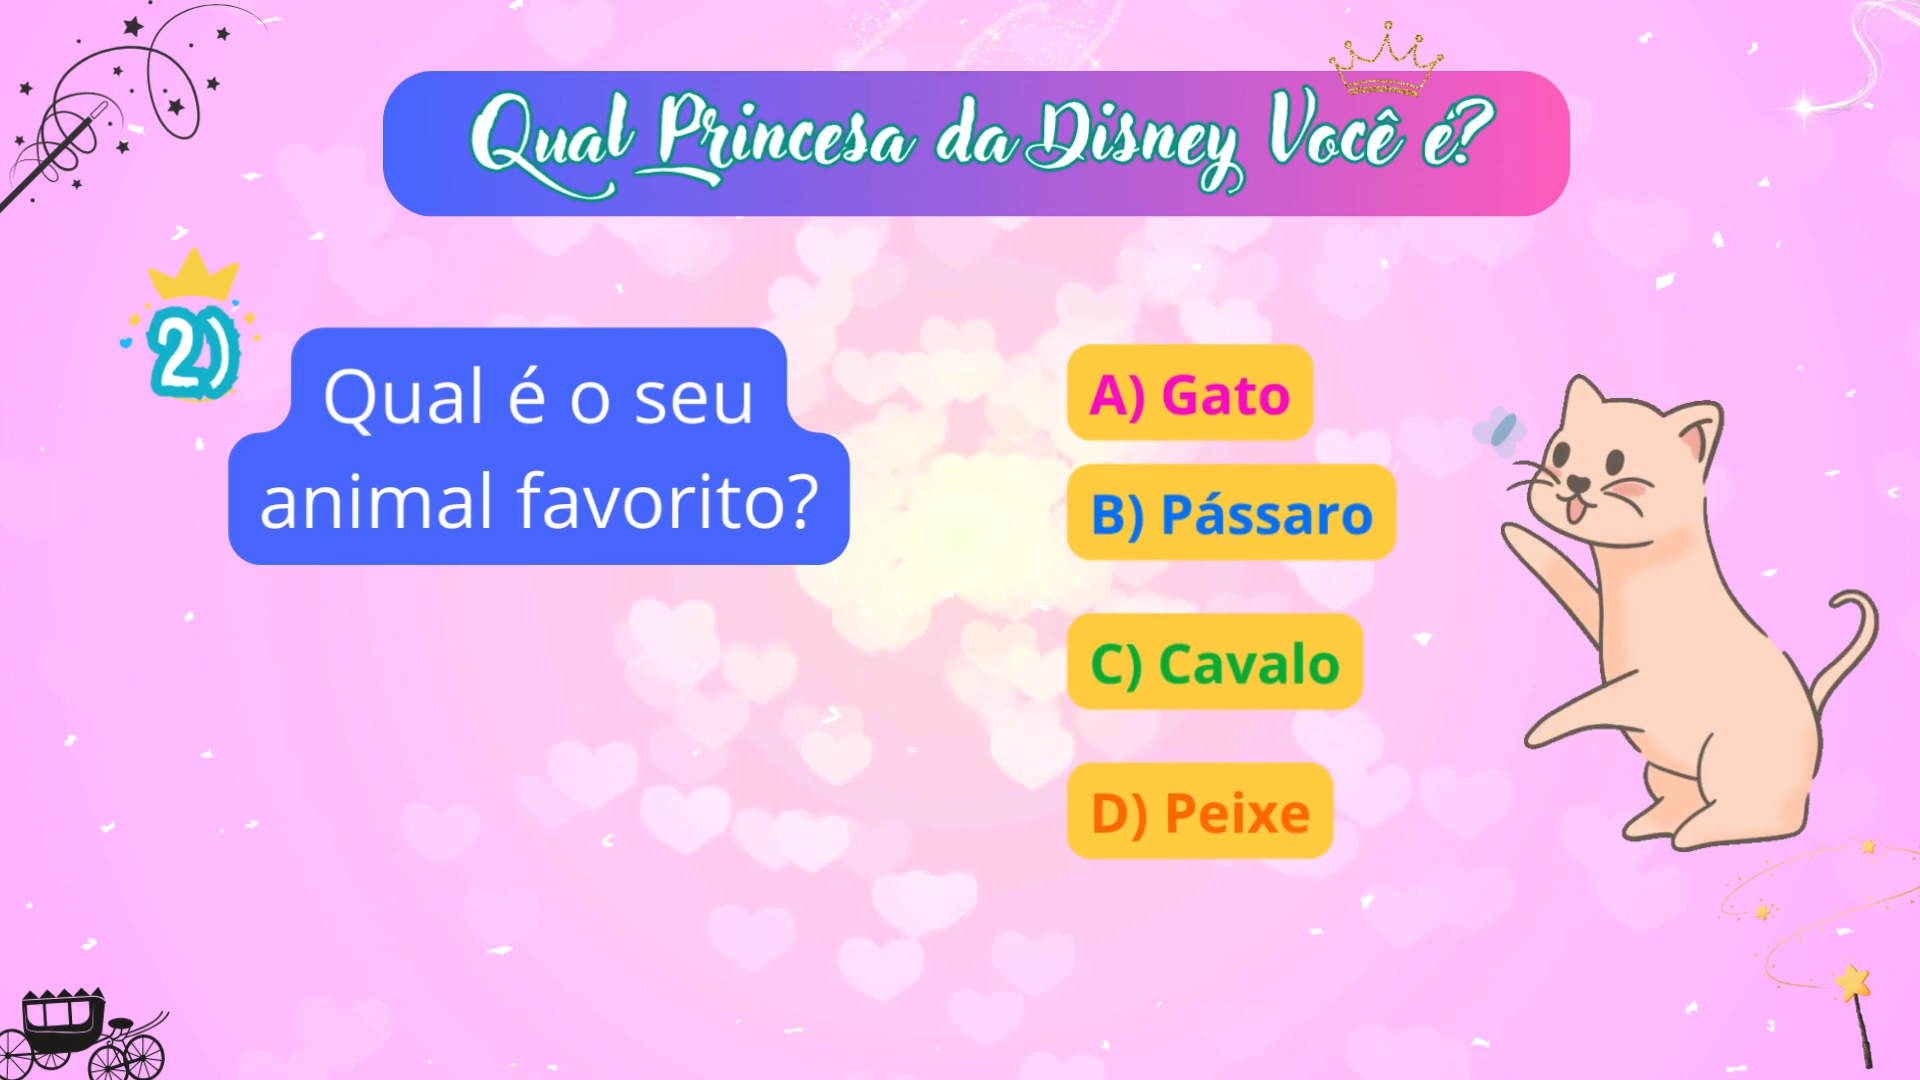 Qual Princesa da Disney Você é?
2)
Qual é o seu
animal favorito?
A) Gato
B) Pássaro
C) Cavalo
D) Peixe